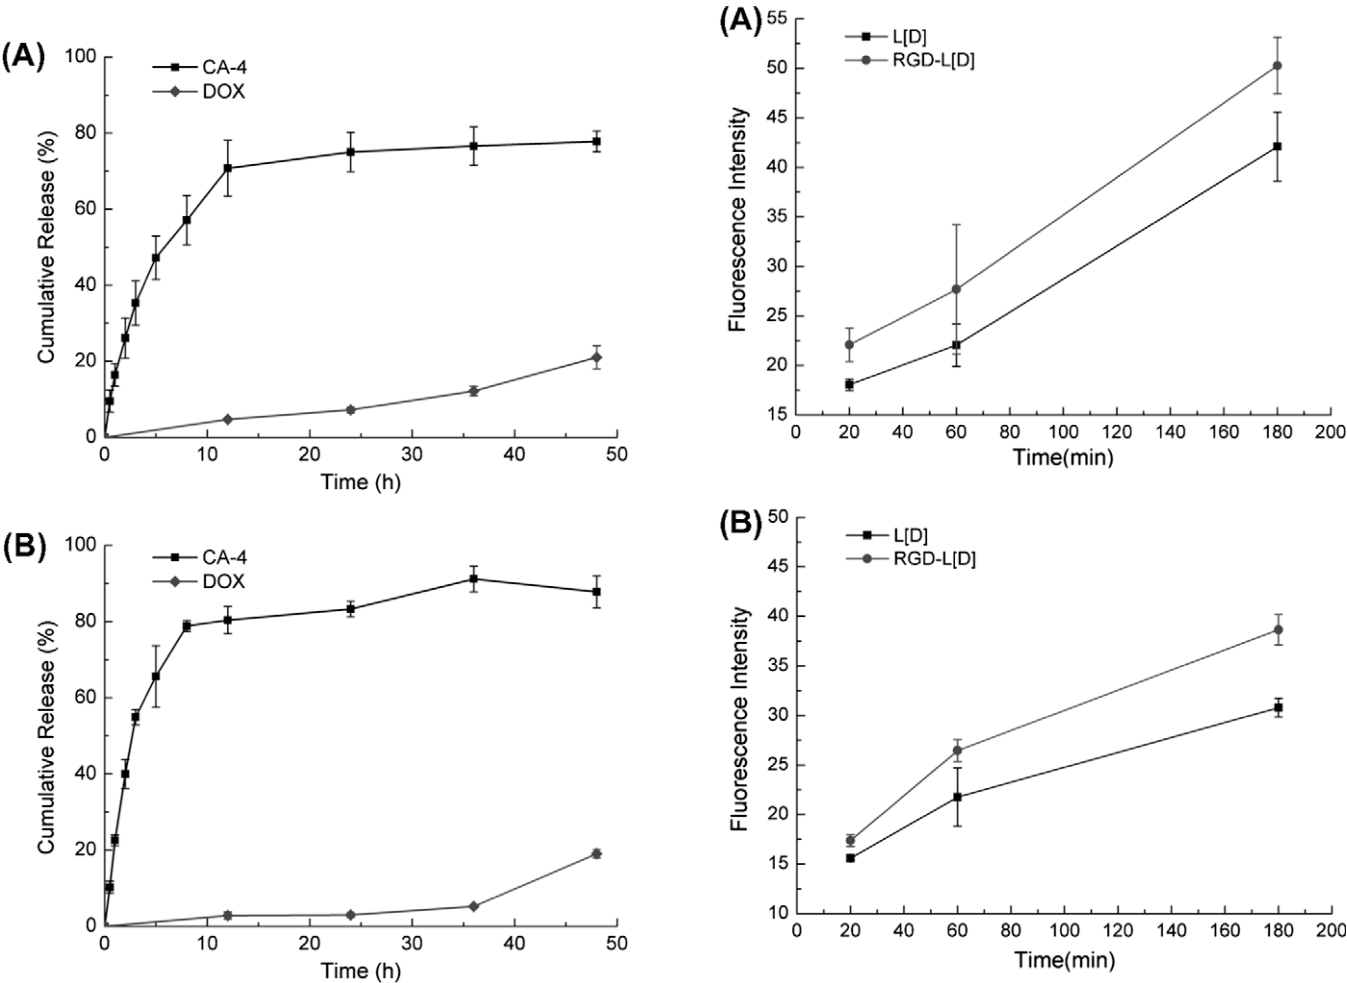 (A)
100
80
60
40
20
0
Cumulative Release (%)
CA-4
DOX
0 10 20 30 40 50
Time (h)
(A)
55
50
45
40
35
30
25
20
15
Fluorescence Intensity
L[D]
RGD-L[D]
0 20 40 60 80 100 120 140 160 180 200
Time(min)
(B)
100
80
60
40
20
0
Cumulative Release (%)
CA-4
DOX
0 10 20 30 40 50
Time (h)
(B)
50
45
40
35
30
25
20
15
10
Fluorescence Intensity
L[D]
RGD-L[D]
0 20 40 60 80 100 120 140 160 180 200
Time(min)